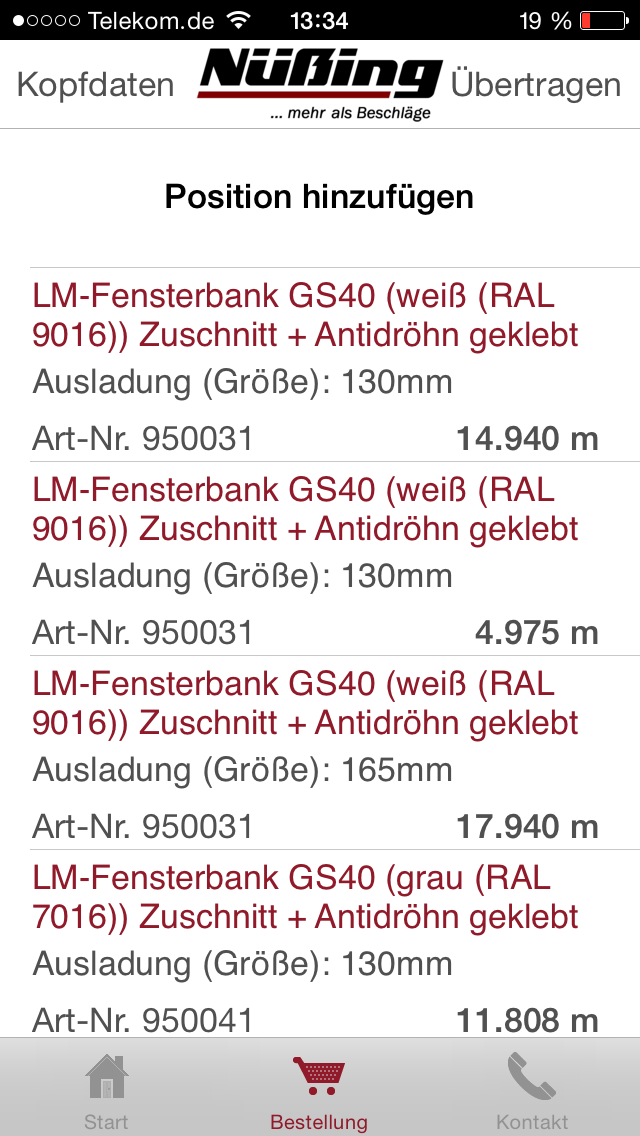 Telekom.de 13:34 19 %
Kopfdaten Nüßing Übertragen
... mehr als Beschläge
Position hinzufügen
LM-Fensterbank GS40 (weiß (RAL
9016)) Zuschnitt + Antidröhn geklebt
Ausladung (Größe): 130mm
Art-Nr. 950031 14.940 m
LM-Fensterbank GS40 (weiß (RAL
9016)) Zuschnitt + Antidröhn geklebt
Ausladung (Größe): 130mm
Art-Nr. 950031 4.975 m
LM-Fensterbank GS40 (weiß (RAL
9016)) Zuschnitt + Antidröhn geklebt
Ausladung (Größe): 165mm
Art-Nr. 950031 17.940 m
LM-Fensterbank GS40 (grau (RAL
7016)) Zuschnitt + Antidröhn geklebt
Ausladung (Größe): 130mm
Art-Nr. 950041 11.808 m
Start Bestellung Kontakt